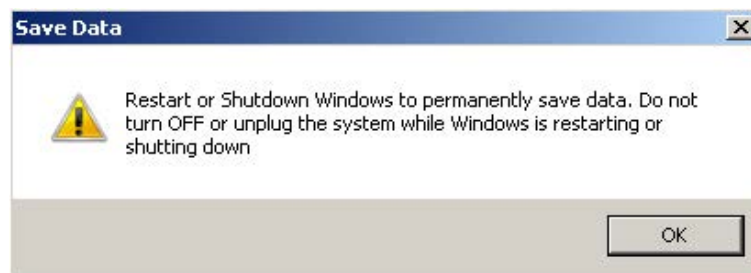 Save Data
Restart or Shutdown Windows to permanently save data. Do not
turn OFF or unplug the system while Windows is restarting or
shutting down
OK